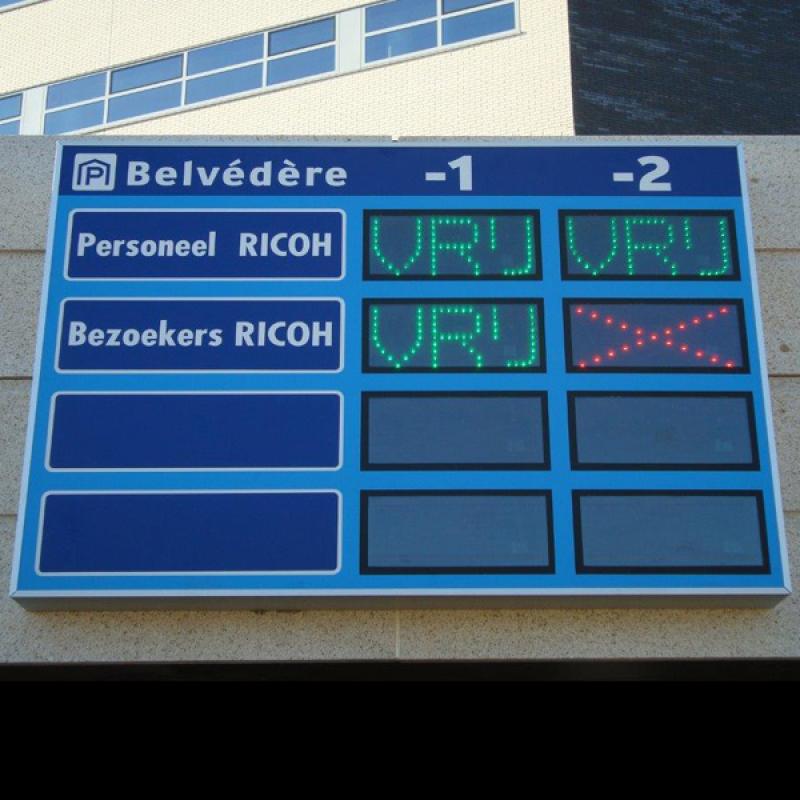 P Belvédère -1 -2
Personeel RICOH VRIJ VRIJ
Bezoekers RICOH VRIJ X